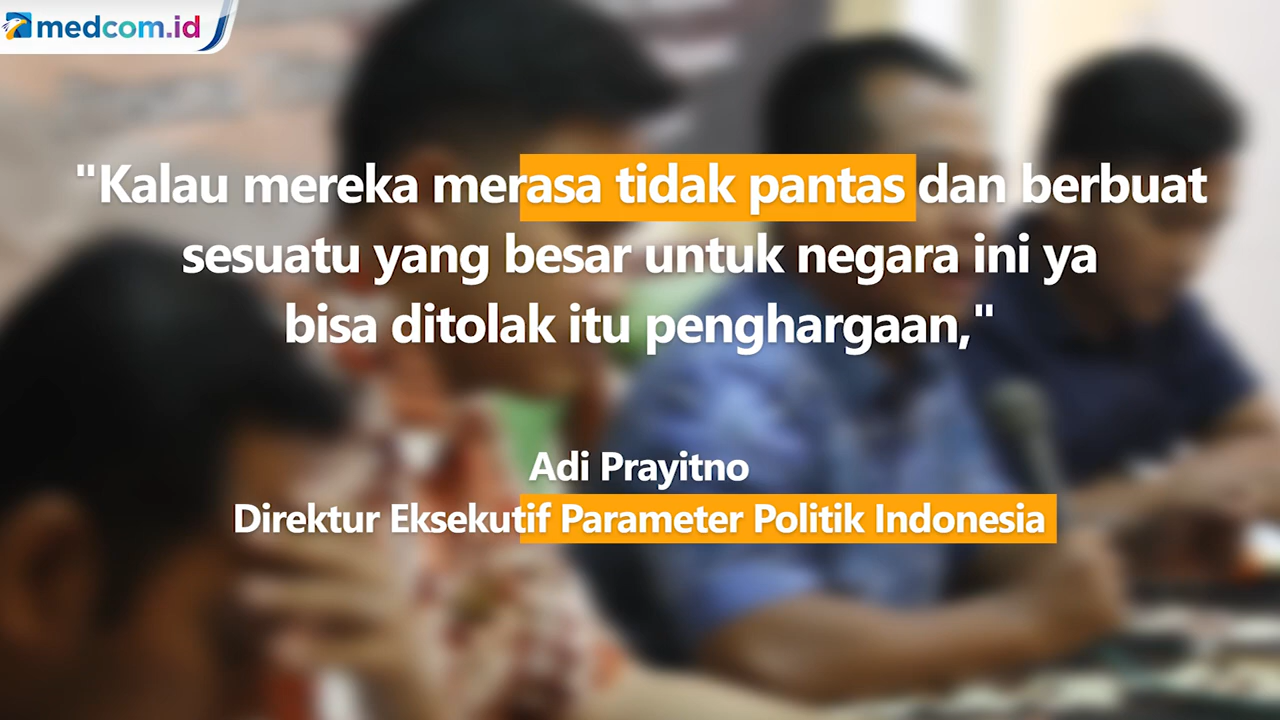 medcom.id
"Kalau mereka merasa tidak pantas dan berbuat
sesuatu yang besar untuk negara ini ya
bisa ditolak itu penghargaan,"
Adi Prayitno
Direktur Eksekutif Parameter Politik Indonesia